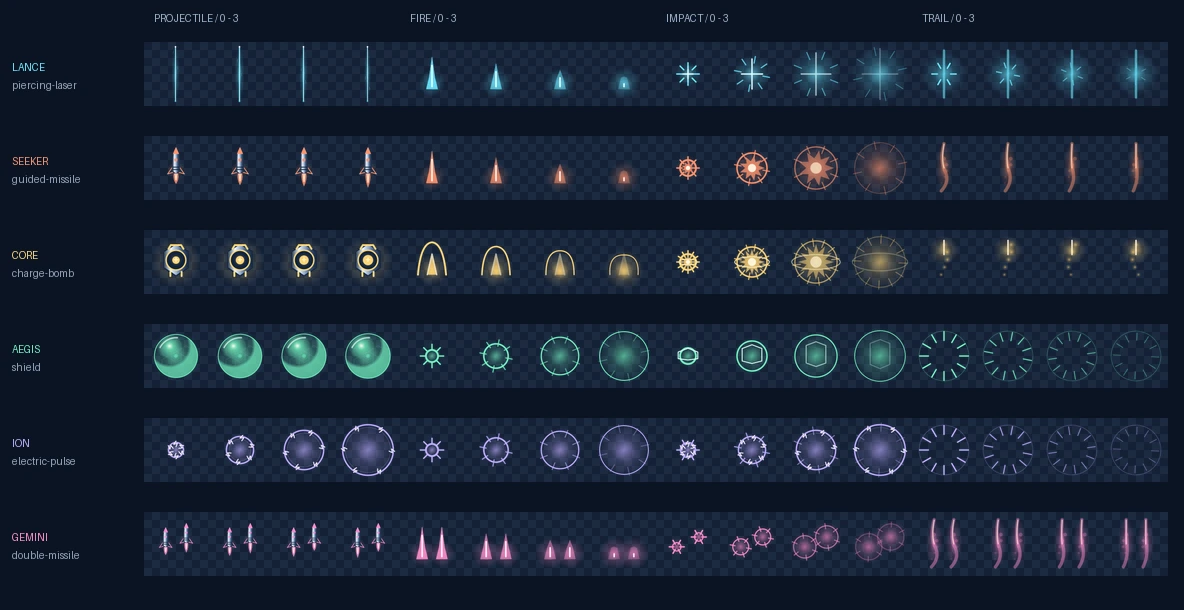 PROJECTILE / 0 - 3 FIRE / 0 - 3 IMPACT / 0 - 3 TRAIL / 0 - 3
LANCE
piercing-laser
SEEKER
guided-missile
CORE
charge-bomb
AEGIS
shield
ION
electric-pulse
GEMINI
double-missile